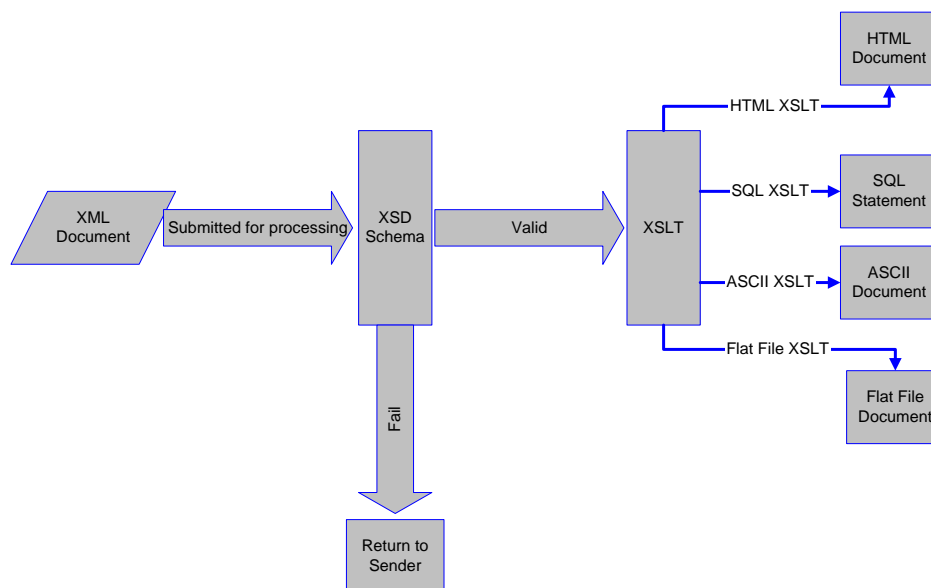 HTML
Document
HTML XSLT
XML
Document
Submitted for processing
XSD
Schema
Valid
XSLT
SQL XSLT
SQL
Statement
ASCII XSLT
ASCII
Document
Flat File XSLT
Flat File
Document
Fail
Return to
Sender